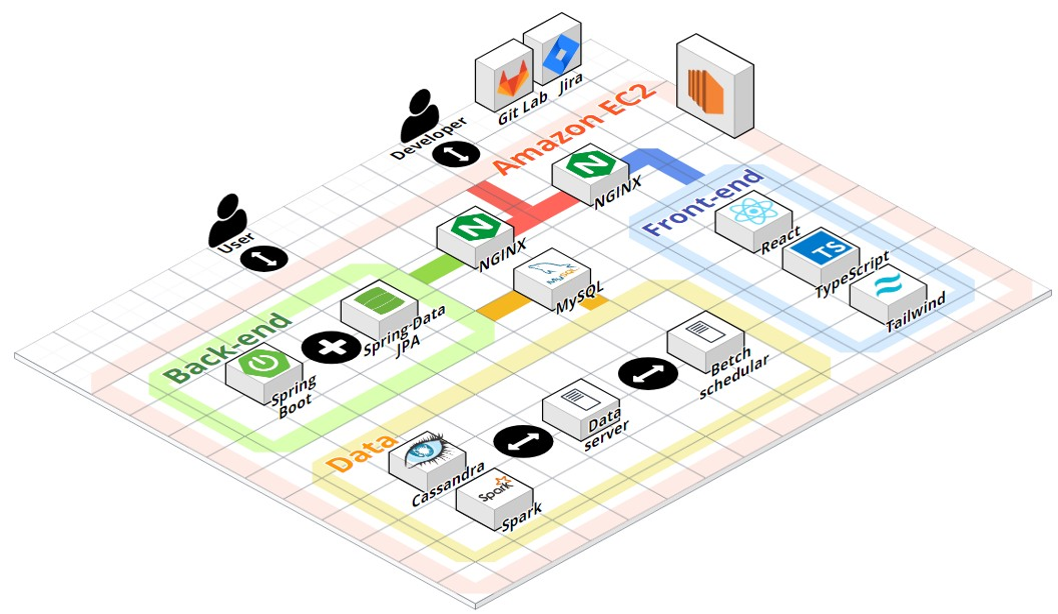 Git Lab
Jira
Developer
Amazon EC2
User
NGINX
NGINX
Front-end
React
TS
TypeScript
Tailwind
MySQL
MySQL
Back-end
Spring Data
JPA
Spring
Boot
Betch
schedular
Data
server
Data
Cassandra
Spark
Spark